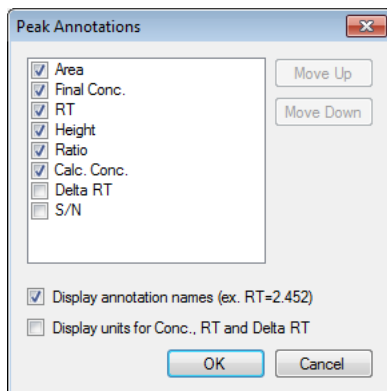 Peak Annotations
Area
Final Conc.
RT
Height
Ratio
Calc. Conc.
Delta RT
S/N
Move Up
Move Down
Display annotation names (ex. RT=2.452)
Display units for Conc., RT and Delta RT
OK
Cancel